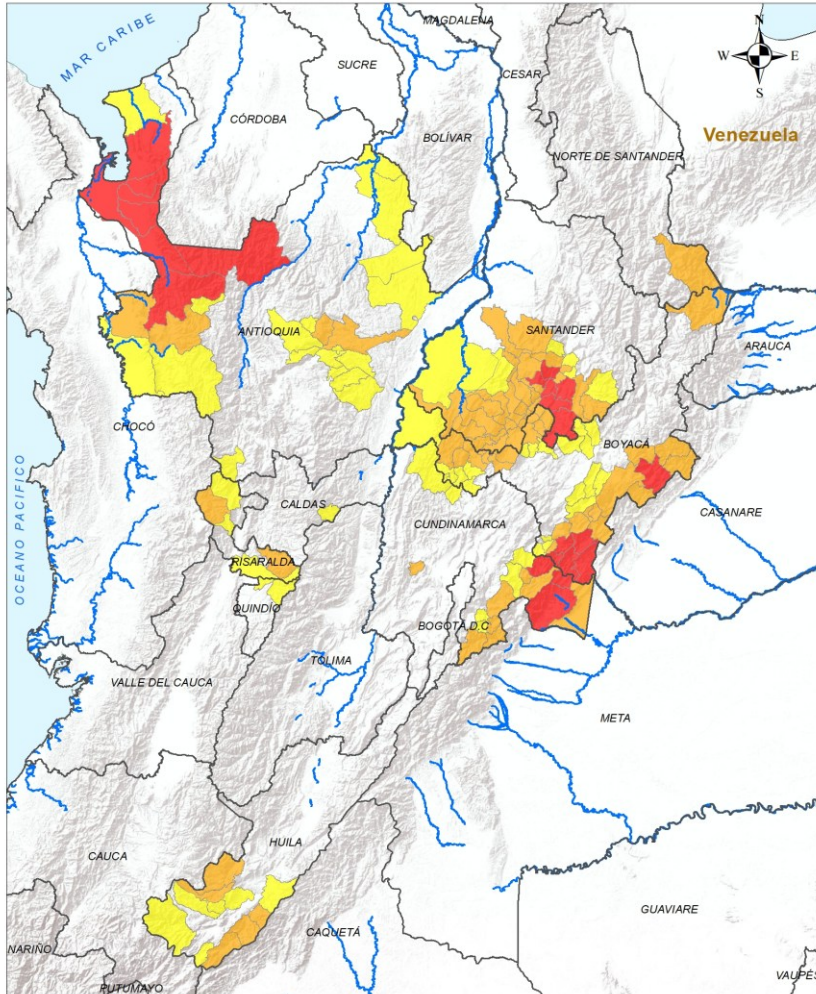 MAGDALENA
MAR CARIBE
N
W E
S
SUCRE
CESAR
CÓRDOBA
BOLÍVAR
Venezuela
NORTE DE SANTANDER
ANTIOQUIA
SANTANDER
ARAUCA
CHOCÓ
BOYACÁ
OCEANO PACIFICO
CALDAS
CUNDINAMARCA
CASANARE
RISARALDA
QUINDÍO
BOGOTÁ,D.C
TOLIMA
VALLE DEL CAUCA
META
HUILA
CAUCA
GUAVIARE
CAQUETÁ
NARIÑO
PUTUMAYO
VAUPÉS